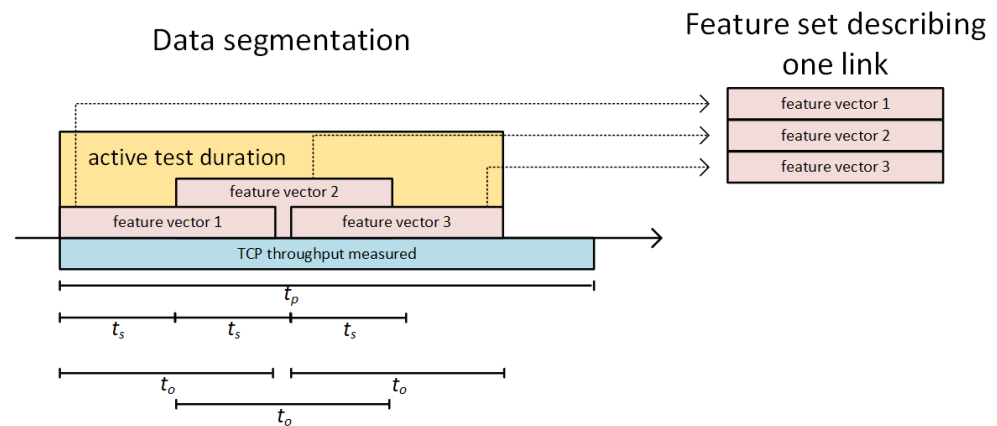 Data segmentation
Feature set describing
one link
feature vector 1
feature vector 2
feature vector 3
active test duration
feature vector 2
feature vector 1
feature vector 3
TCP throughput measured
tp
ts
ts
ts
to
to
to